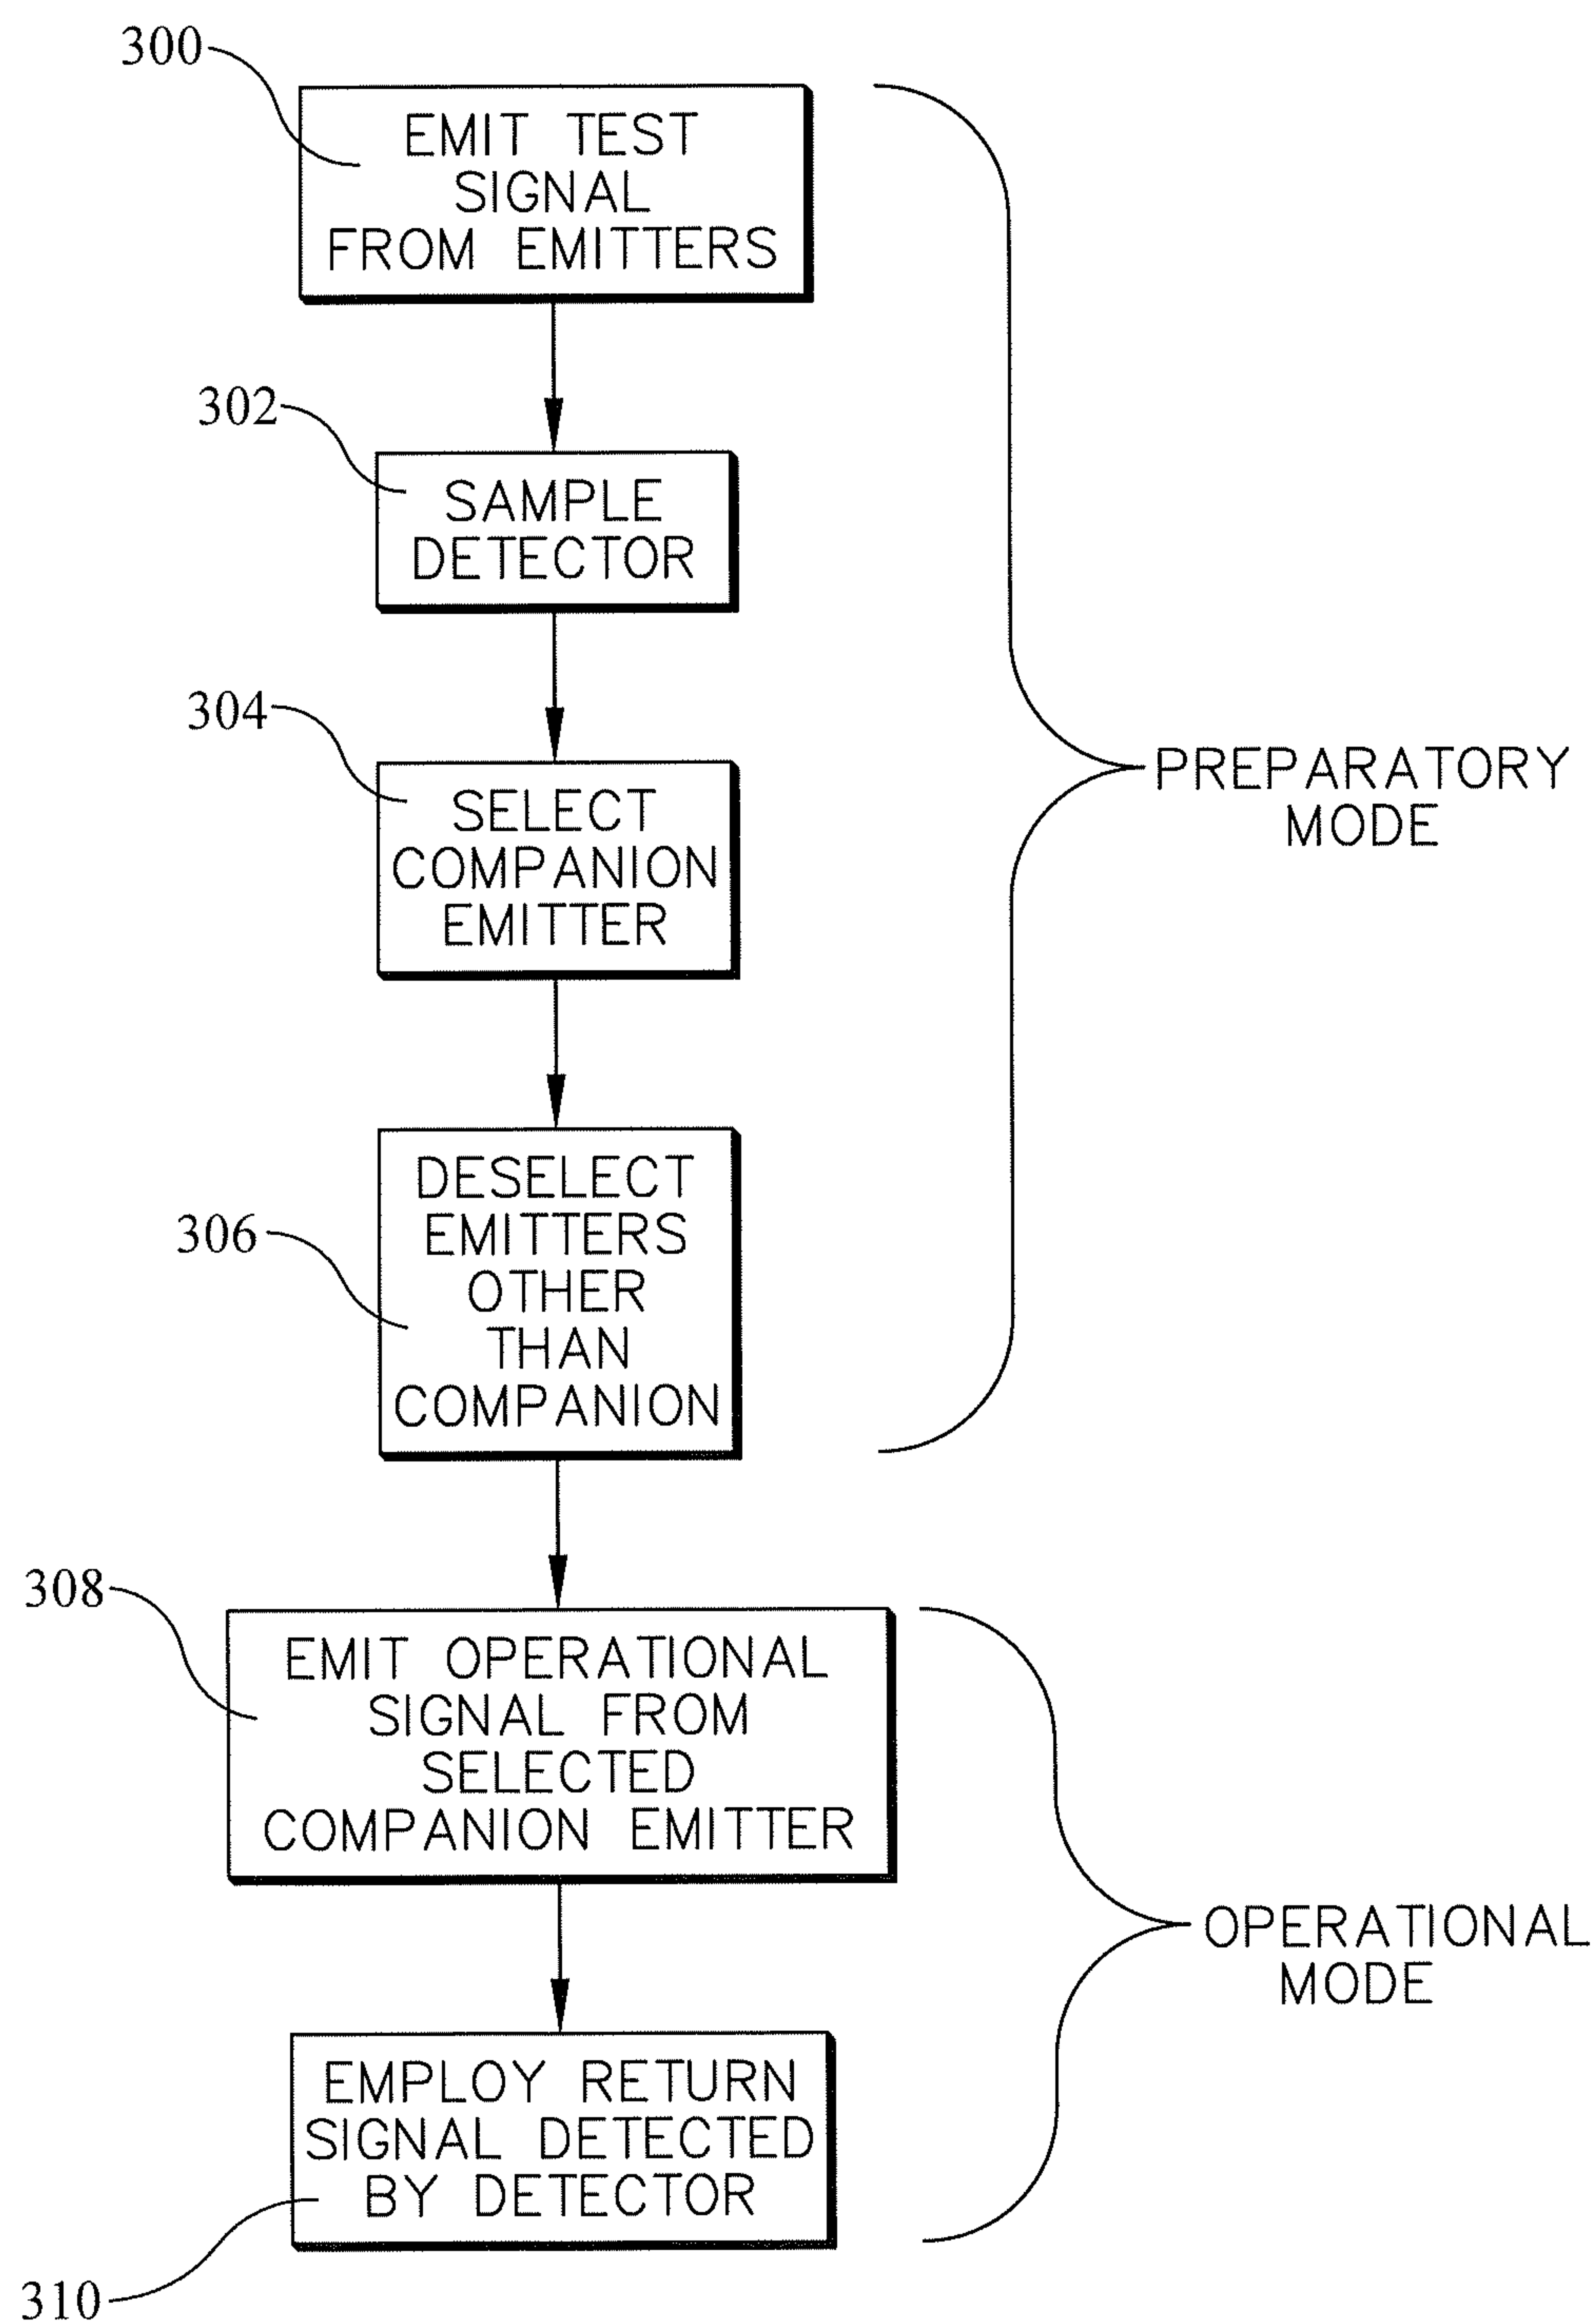 300
EMIT TEST
SIGNAL
FROM EMITTERS
302
SAMPLE
DETECTOR
304
SELECT
COMPANION
EMITTER
PREPARATORY
MODE
306
DESELECT
EMITTERS
OTHER
THAN
COMPANION
308
EMIT OPERATIONAL
SIGNAL FROM
SELECTED
COMPANION EMITTER
OPERATIONAL
MODE
EMPLOY RETURN
SIGNAL DETECTED
BY DETECTOR
310